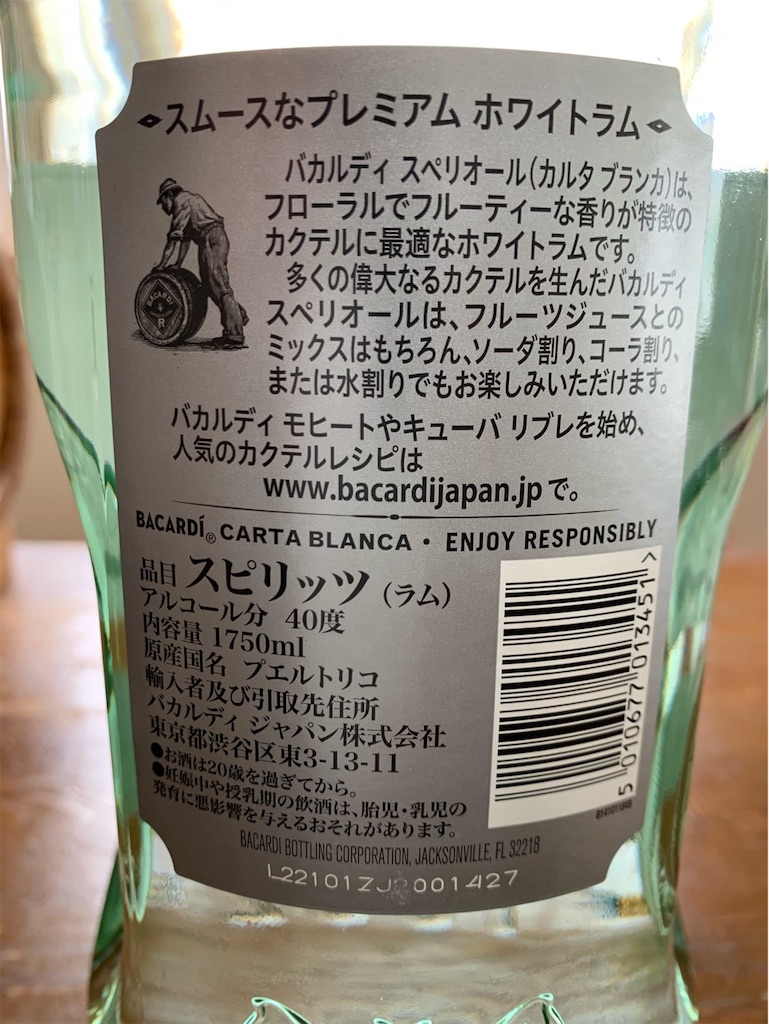 スムースなプレミアム ホワイトラム
バカルディ スペリオール(カルタ ブランカ)は、
フローラルでフルーティーな香りが特徴の
カクテルに最適なホワイトラムです。
多くの偉大なるカクテルを生んだバカルディ
スペリオールは、フルーツジュースとの
ミックスはもちろん、ソーダ割り、コーラ割り、
または水割りでもお楽しみいただけます。
BACARDI
R
バカルディ モヒートやキューバ リブレを始め、
人気のカクテルレシピは
www.bacardijapan.jp で。
BACARDÍ® CARTA BLANCA • ENJOY RESPONSIBLY
品目 スピリッツ (ラム)
アルコール分 40度
内容量 1750ml
原産国名 プエルトリコ
輸入者及び引取先住所
バカルディ ジャパン株式会社
東京都渋谷区東3-13-11
●お酒は20歳を過ぎてから。
●妊娠中や授乳期の飲酒は、胎児・乳児の
発育に悪影響を与えるおそれがあります。
5 010677 013451 >
BACARDI BOTTLING CORPORATION, JACKSONVILLE, FL 32218